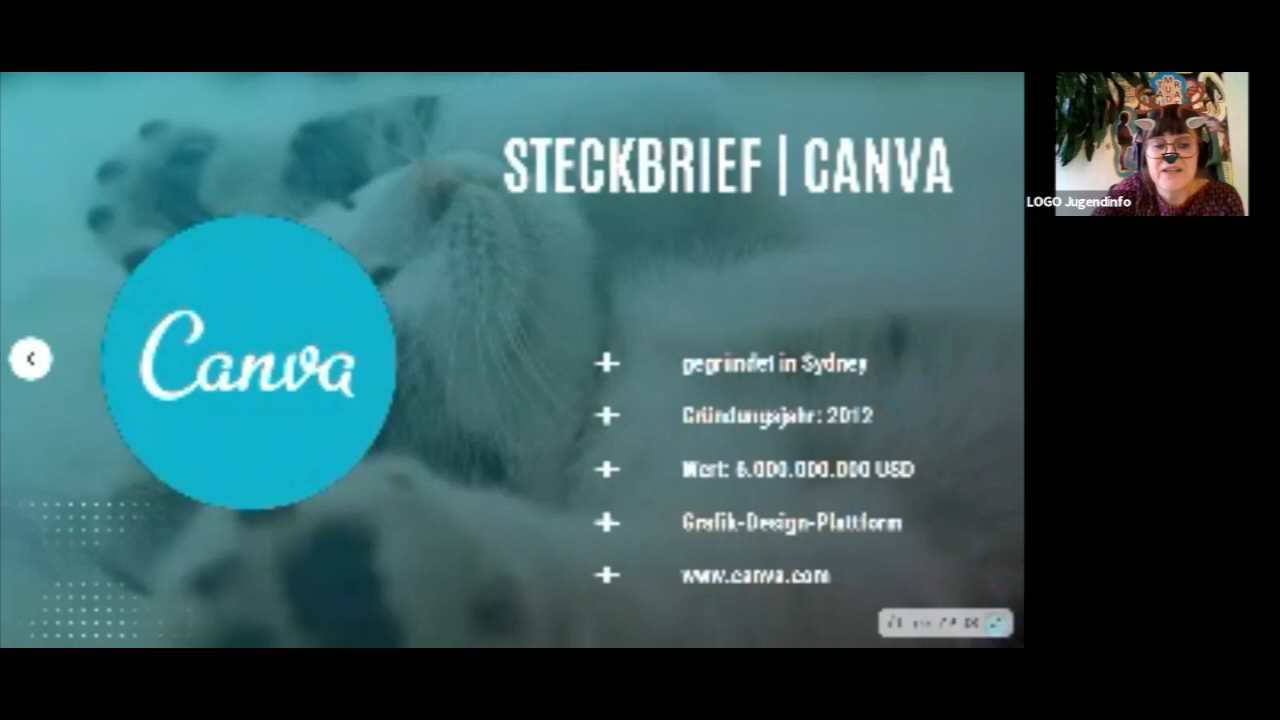 STECKBRIEF | CANVA
Canva
gegründet in Sydney
Gründungsjahr: 2012
Wert: 6.000.000.000 USD
Grafik-Design-Plattform
www.canva.com
LOGO Jugendinfo